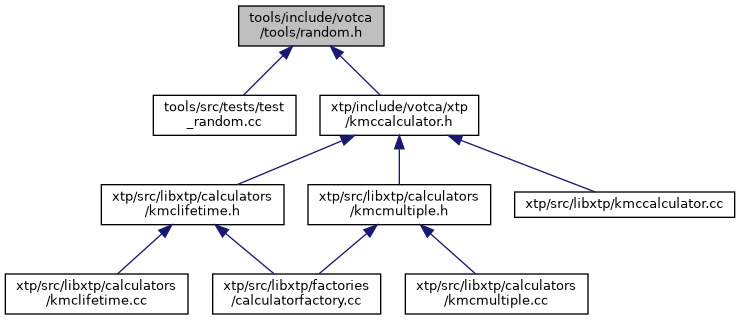 tools/include/votca
/tools/random.h
tools/src/tests/test
_random.cc
xtp/include/votca/xtp
/kmccalculator.h
xtp/src/libxtp/calculators
/kmclifetime.h
xtp/src/libxtp/calculators
/kmcmultiple.h
xtp/src/libxtp/kmccalculator.cc
xtp/src/libxtp/calculators
/kmclifetime.cc
xtp/src/libxtp/factories
/calculatorfactory.cc
xtp/src/libxtp/calculators
/kmcmultiple.cc